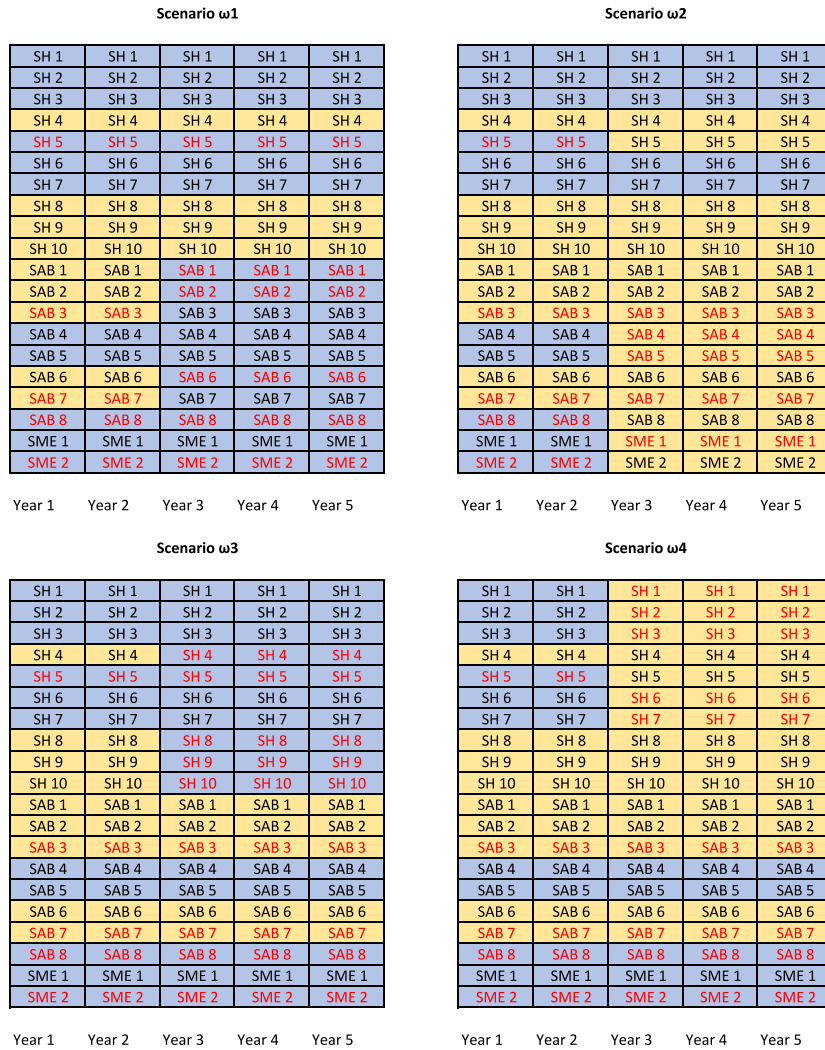 Scenario ω1 Scenario ω2
SH 1 SH 1 SH 1 SH 1 SH 1 SH 1 SH 1 SH 1 SH 1 SH 1
SH 2 SH 2 SH 2 SH 2 SH 2 SH 2 SH 2 SH 2 SH 2 SH 2
SH 3 SH 3 SH 3 SH 3 SH 3 SH 3 SH 3 SH 3 SH 3 SH 3
SH 4 SH 4 SH 4 SH 4 SH 4 SH 4 SH 4 SH 4 SH 4 SH 4
SH 5 SH 5 SH 5 SH 5 SH 5 SH 5 SH 5 SH 5 SH 5 SH 5
SH 6 SH 6 SH 6 SH 6 SH 6 SH 6 SH 6 SH 6 SH 6 SH 6
SH 7 SH 7 SH 7 SH 7 SH 7 SH 7 SH 7 SH 7 SH 7 SH 7
SH 8 SH 8 SH 8 SH 8 SH 8 SH 8 SH 8 SH 8 SH 8 SH 8
SH 9 SH 9 SH 9 SH 9 SH 9 SH 9 SH 9 SH 9 SH 9 SH 9
SH 10 SH 10 SH 10 SH 10 SH 10 SH 10 SH 10 SH 10 SH 10 SH 10
SAB 1 SAB 1 SAB 1 SAB 1 SAB 1 SAB 1 SAB 1 SAB 1 SAB 1 SAB 1
SAB 2 SAB 2 SAB 2 SAB 2 SAB 2 SAB 2 SAB 2 SAB 2 SAB 2 SAB 2
SAB 3 SAB 3 SAB 3 SAB 3 SAB 3 SAB 3 SAB 3 SAB 3 SAB 3 SAB 3
SAB 4 SAB 4 SAB 4 SAB 4 SAB 4 SAB 4 SAB 4 SAB 4 SAB 4 SAB 4
SAB 5 SAB 5 SAB 5 SAB 5 SAB 5 SAB 5 SAB 5 SAB 5 SAB 5 SAB 5
SAB 6 SAB 6 SAB 6 SAB 6 SAB 6 SAB 6 SAB 6 SAB 6 SAB 6 SAB 6
SAB 7 SAB 7 SAB 7 SAB 7 SAB 7 SAB 7 SAB 7 SAB 7 SAB 7 SAB 7
SAB 8 SAB 8 SAB 8 SAB 8 SAB 8 SAB 8 SAB 8 SAB 8 SAB 8 SAB 8
SME 1 SME 1 SME 1 SME 1 SME 1 SME 1 SME 1 SME 1 SME 1 SME 1
SME 2 SME 2 SME 2 SME 2 SME 2 SME 2 SME 2 SME 2 SME 2 SME 2
Year 1 Year 2 Year 3 Year 4 Year 5 Year 1 Year 2 Year 3 Year 4 Year 5
Scenario ω3 Scenario ω4
SH 1 SH 1 SH 1 SH 1 SH 1 SH 1 SH 1 SH 1 SH 1 SH 1
SH 2 SH 2 SH 2 SH 2 SH 2 SH 2 SH 2 SH 2 SH 2 SH 2
SH 3 SH 3 SH 3 SH 3 SH 3 SH 3 SH 3 SH 3 SH 3 SH 3
SH 4 SH 4 SH 4 SH 4 SH 4 SH 4 SH 4 SH 4 SH 4 SH 4
SH 5 SH 5 SH 5 SH 5 SH 5 SH 5 SH 5 SH 5 SH 5 SH 5
SH 6 SH 6 SH 6 SH 6 SH 6 SH 6 SH 6 SH 6 SH 6 SH 6
SH 7 SH 7 SH 7 SH 7 SH 7 SH 7 SH 7 SH 7 SH 7 SH 7
SH 8 SH 8 SH 8 SH 8 SH 8 SH 8 SH 8 SH 8 SH 8 SH 8
SH 9 SH 9 SH 9 SH 9 SH 9 SH 9 SH 9 SH 9 SH 9 SH 9
SH 10 SH 10 SH 10 SH 10 SH 10 SH 10 SH 10 SH 10 SH 10 SH 10
SAB 1 SAB 1 SAB 1 SAB 1 SAB 1 SAB 1 SAB 1 SAB 1 SAB 1 SAB 1
SAB 2 SAB 2 SAB 2 SAB 2 SAB 2 SAB 2 SAB 2 SAB 2 SAB 2 SAB 2
SAB 3 SAB 3 SAB 3 SAB 3 SAB 3 SAB 3 SAB 3 SAB 3 SAB 3 SAB 3
SAB 4 SAB 4 SAB 4 SAB 4 SAB 4 SAB 4 SAB 4 SAB 4 SAB 4 SAB 4
SAB 5 SAB 5 SAB 5 SAB 5 SAB 5 SAB 5 SAB 5 SAB 5 SAB 5 SAB 5
SAB 6 SAB 6 SAB 6 SAB 6 SAB 6 SAB 6 SAB 6 SAB 6 SAB 6 SAB 6
SAB 7 SAB 7 SAB 7 SAB 7 SAB 7 SAB 7 SAB 7 SAB 7 SAB 7 SAB 7
SAB 8 SAB 8 SAB 8 SAB 8 SAB 8 SAB 8 SAB 8 SAB 8 SAB 8 SAB 8
SME 1 SME 1 SME 1 SME 1 SME 1 SME 1 SME 1 SME 1 SME 1 SME 1
SME 2 SME 2 SME 2 SME 2 SME 2 SME 2 SME 2 SME 2 SME 2 SME 2
Year 1 Year 2 Year 3 Year 4 Year 5 Year 1 Year 2 Year 3 Year 4 Year 5